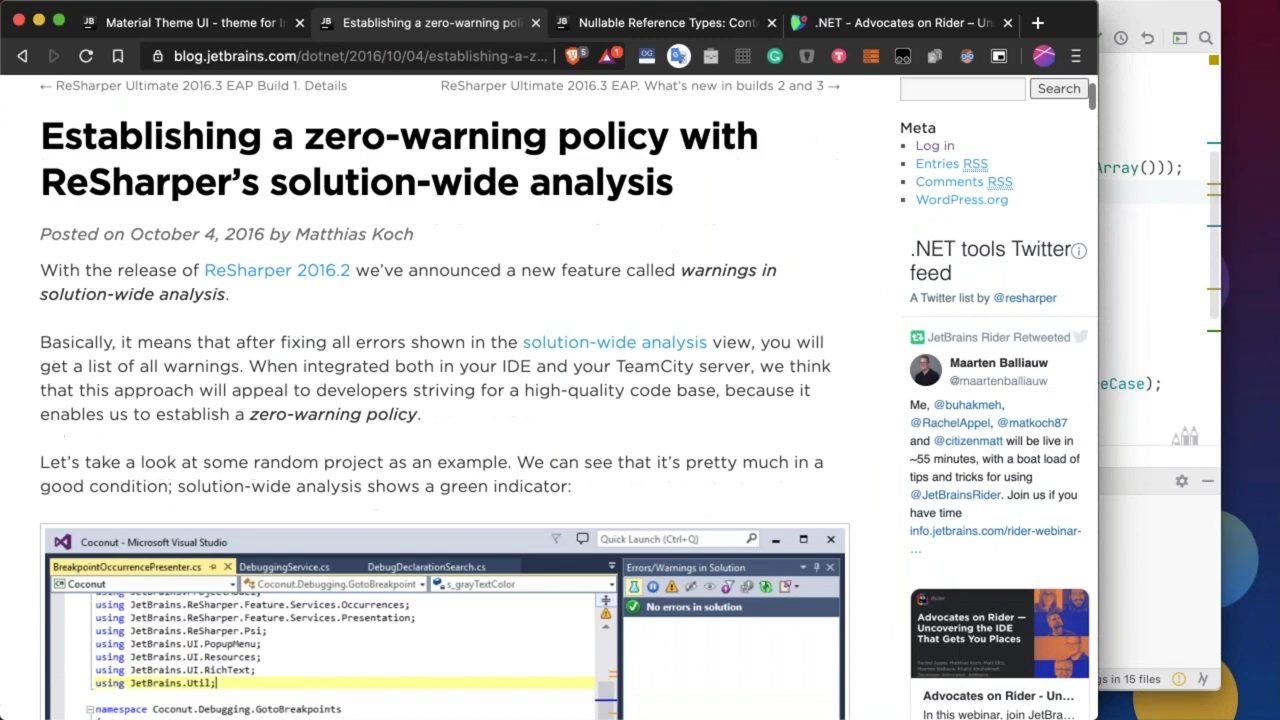 Material Theme UI - theme for I
Establishing a zero-warning poli
Nullable Reference Types: Cont
.NET - Advocates on Rider – Un
blog.jetbrains.com/dotnet/2016/10/04/establishing-a-z...
← ReSharper Ultimate 2016.3 EAP Build 1. Details
ReSharper Ultimate 2016.3 EAP. What's new in builds 2 and 3 →
Establishing a zero-warning policy with
ReSharper's solution-wide analysis
Posted on October 4, 2016 by Matthias Koch
With the release of ReSharper 2016.2 we've announced a new feature called warnings in
solution-wide analysis.
Basically, it means that after fixing all errors shown in the solution-wide analysis view, you will
get a list of all warnings. When integrated both in your IDE and your TeamCity server, we think
that this approach will appeal to developers striving for a high-quality code base, because it
enables us to establish a zero-warning policy.
Let's take a look at some random project as an example. We can see that it's pretty much in a
good condition; solution-wide analysis shows a green indicator:
Coconut - Microsoft Visual Studio
Quick Launch (Ctrl+Q)
BreakpointOccurrencePresenter.cs
DebuggingService.cs
DebugDeclarationSearch.cs
Errors/Warnings in Solution
Coconut
Coconut.Debugging.GotoBreakpoint
s_grayTextColor
No errors in solution
using JetBrains.ReSharper.Feature.Services.Occurrences;
using JetBrains.ReSharper.Feature.Services.Presentation;
using JetBrains.ReSharper.Psi;
using JetBrains.UI.PopupMenu;
using JetBrains.UI.Resources;
using JetBrains.UI.RichText;
using JetBrains.Util;
namespace Coconut.Debugging.GotoBreakpoints
Search
Meta
Log in
Entries RSS
Comments RSS
WordPress.org
.NET tools Twitter
feed
A Twitter list by @resharper
JetBrains Rider Retweeted
Maarten Balliauw
@maartenballiauw
Me, @buhakmeh,
@RachelAppel, @matkoch87
and @citizenmatt will be live in
~55 minutes, with a boat load of
tips and tricks for using
@JetBrainsRider. Join us if you
have time
info.jetbrains.com/rider-webinar-
...
Rider
Advocates on Rider —
Uncovering the IDE
That Gets You Places
Advocates on Rider - Un...
In this webinar, join JetBra...
Array()));
eCase);
gs in 15 files